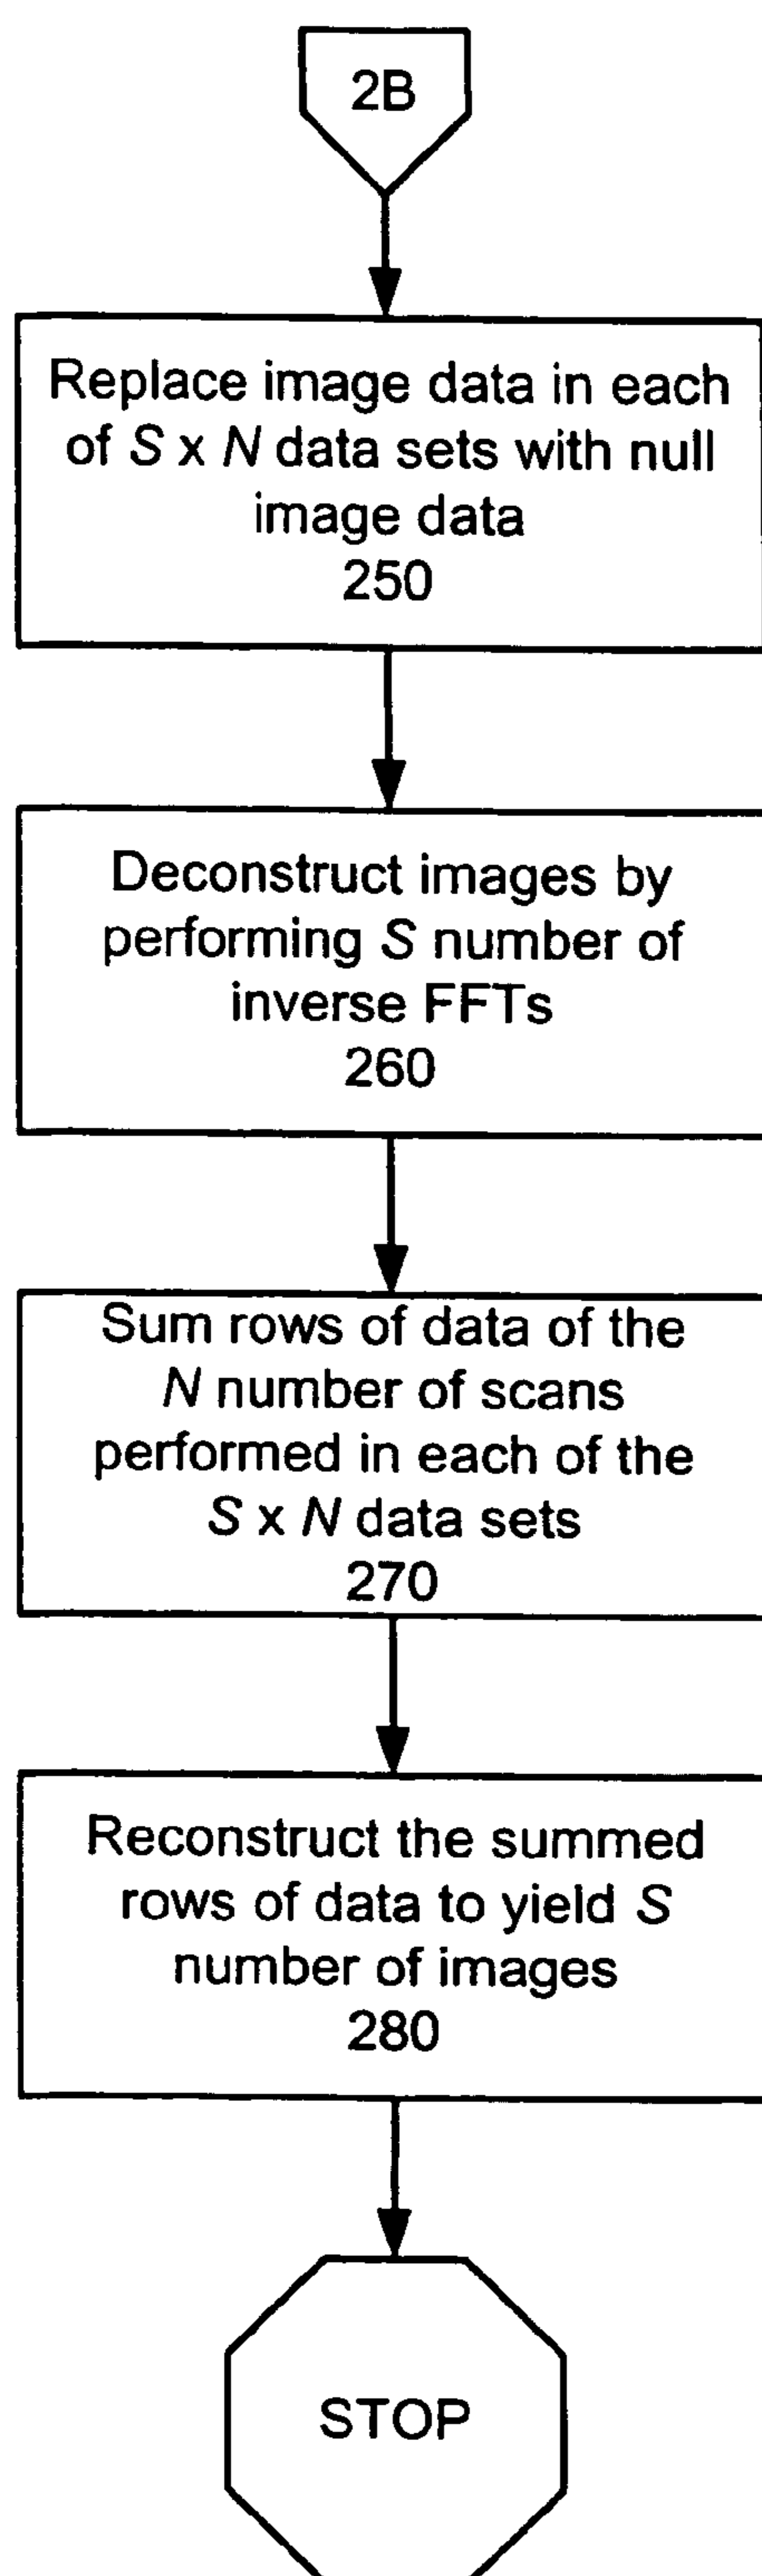 2B
Replace image data in each
of S x N data sets with null
image data
250
Deconstruct images by
performing S number of
inverse FFTs
260
Sum rows of data of the
N number of scans
performed in each of the
S x N data sets
270
Reconstruct the summed
rows of data to yield S
number of images
280
STOP